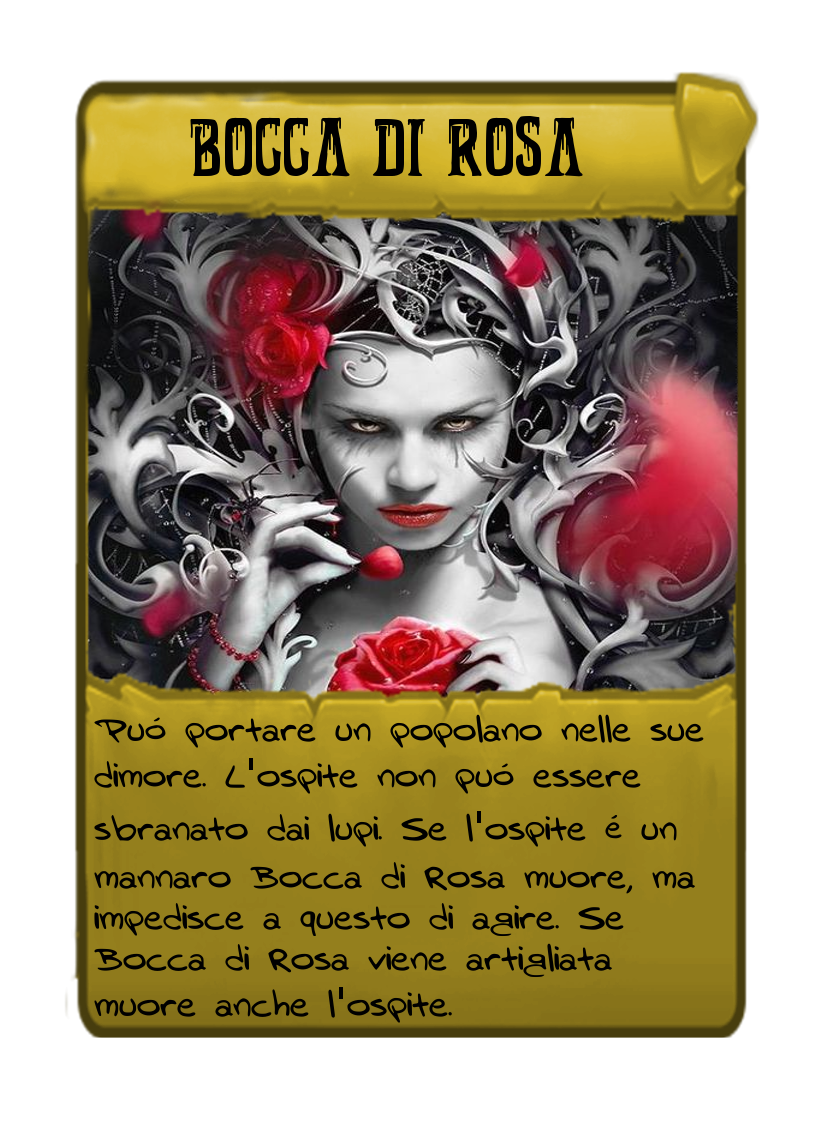 BOCCA DI ROSA
Puó portare un popolano nelle sue
dimore. L'ospite non puó essere
sbranato dai lupi. Se l'ospite é un
mannaro Bocca di Rosa muore, ma
impedisce a questo di agire. Se
Bocca di Rosa viene artigliata
muore anche l'ospite.